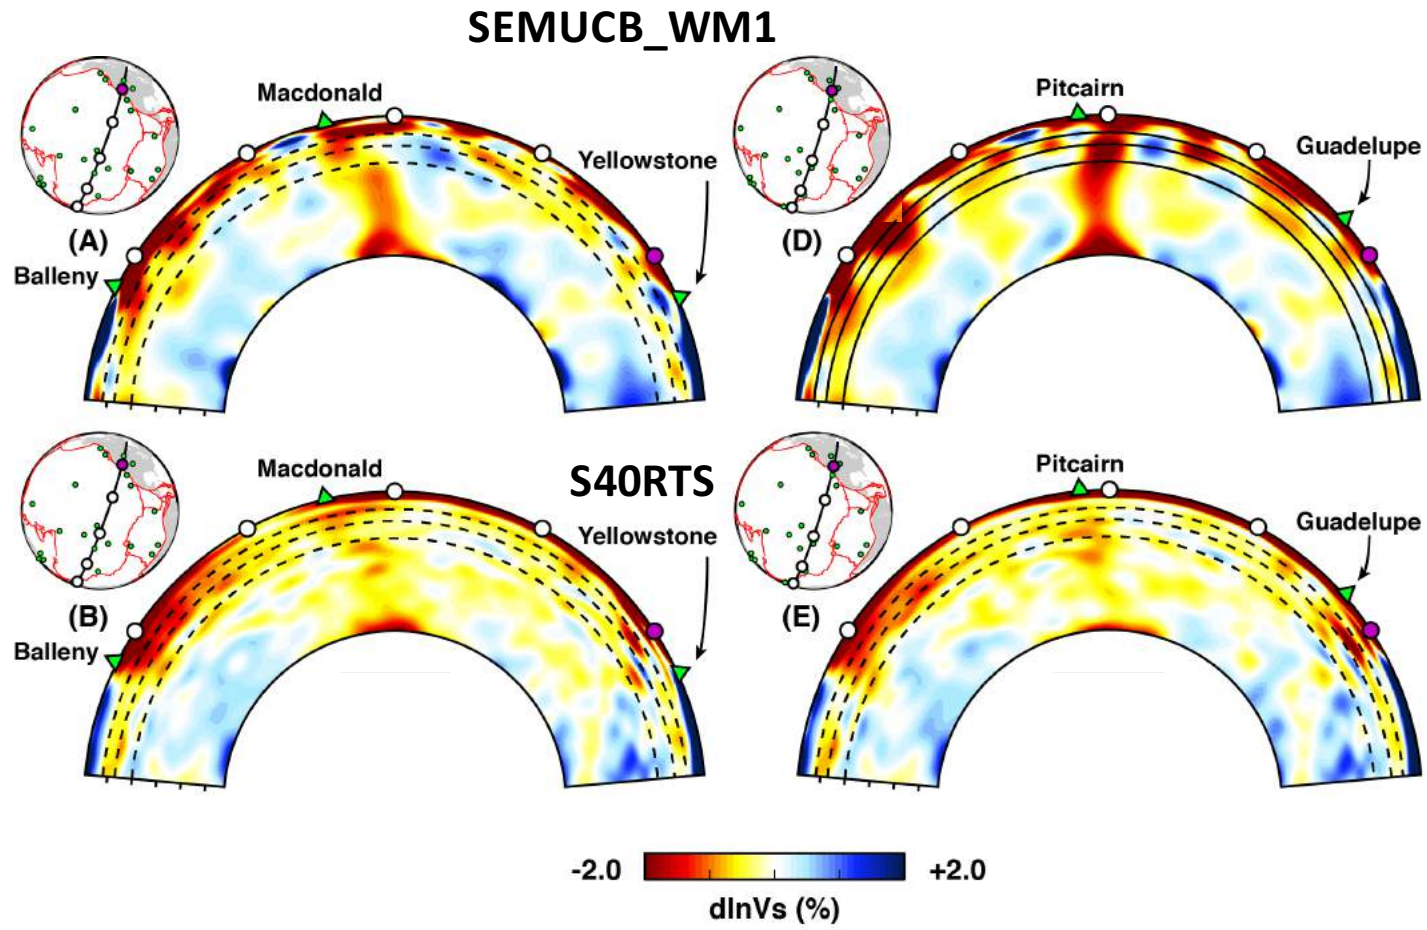 SEMUCB_WM1
Macdonald
Yellowstone
(A)
Balleny
Pitcairn
Guadelupe
(D)
Macdonald
S40RTS
Yellowstone
(B)
Balleny
Pitcairn
Guadelupe
(E)
-2.0
+2.0
dlnVs (%)